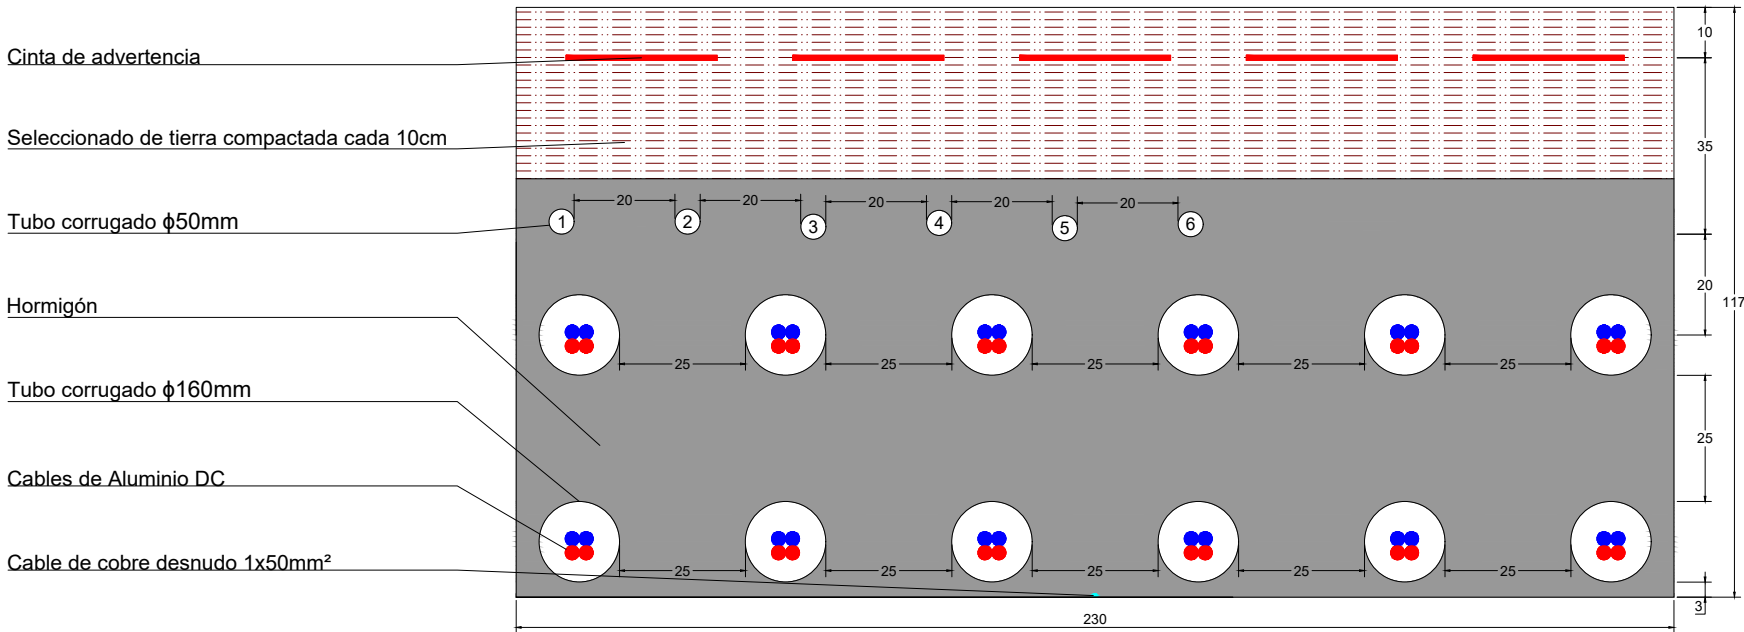 Cinta de advertencia
Seleccionado de tierra compactada cada 10cm
Tubo corrugado ϕ50mm
Hormigón
Tubo corrugado ϕ160mm
Cables de Aluminio DC
Cable de cobre desnudo 1x50mm²
10
35
20 20 20 20 20
1 2 3 4 5 6
20
117
25 25 25 25 25
25
25 25 25 25 25
3
230